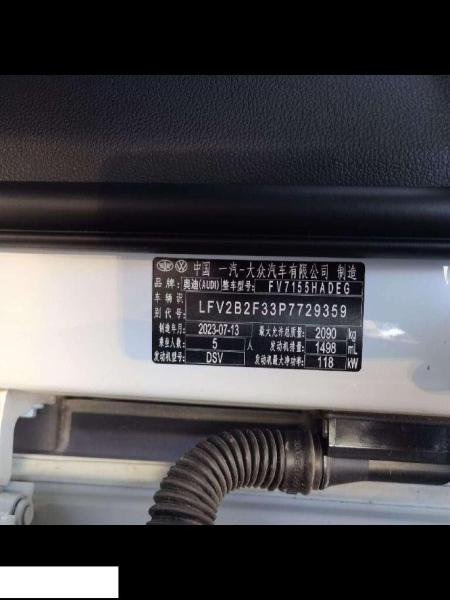 中国 一汽-大众汽车有限公司 制造
品牌: 奥迪(AUDI) 整车型号: FV7155HADEG
车辆识别代号: LFV2B2F33P7729359
制造年月 2023-07-13 最大允许总质量 2090 kg
乘坐人数 5 人 发动机排量 1498 mL
发动机型号 DSV 发动机最大净功率 118 kW